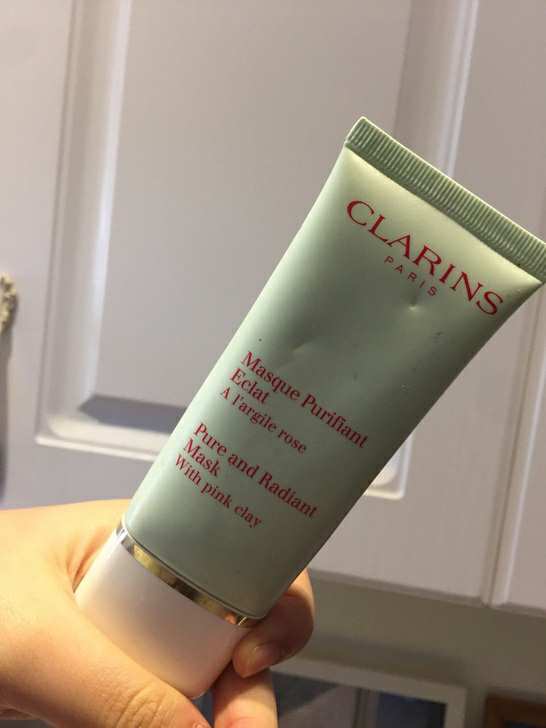 CLARINS
PARIS
Masque Purifiant
Eclat
A l'argile rose
Pure and Radiant
Mask
With pink clay